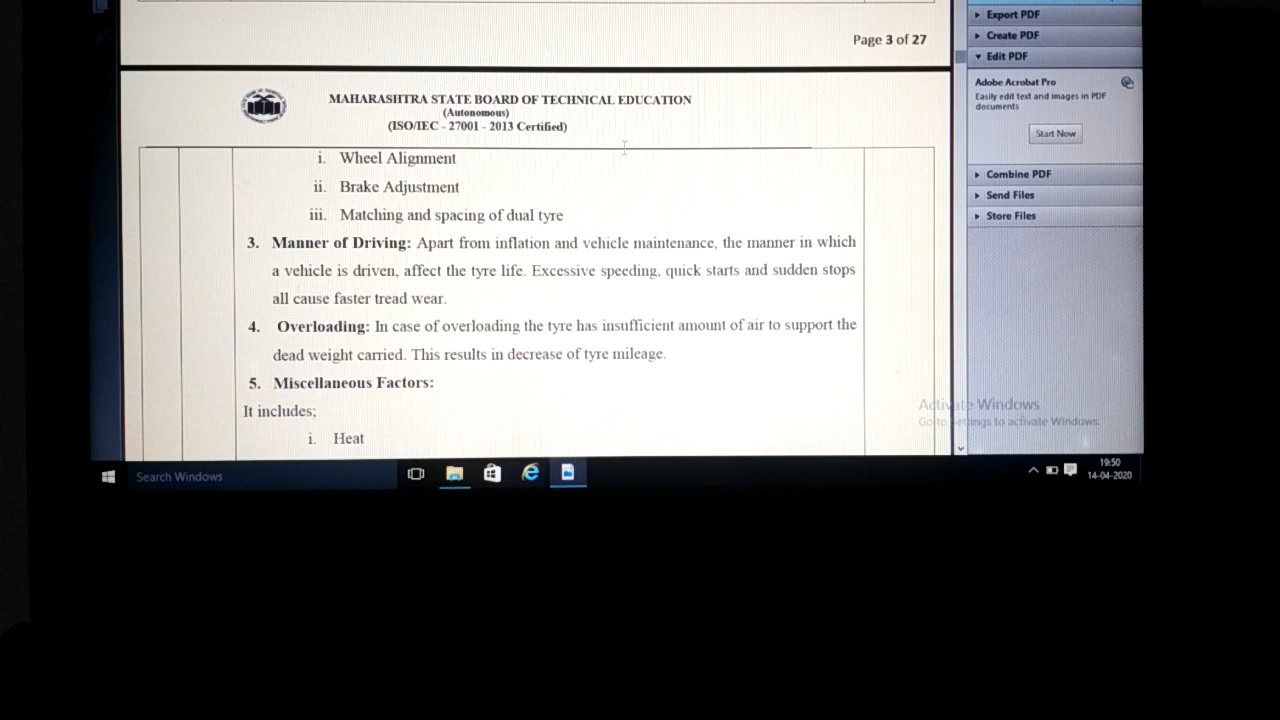 Page 3 of 27
MAHARASHTRA STATE BOARD OF TECHNICAL EDUCATION
(Autonomous)
(ISO/IEC - 27001 - 2013 Certified)
i. Wheel Alignment
ii. Brake Adjustment
iii. Matching and spacing of dual tyre
3. Manner of Driving: Apart from inflation and vehicle maintenance, the manner in which
a vehicle is driven, affect the tyre life. Excessive speeding, quick starts and sudden stops
all cause faster tread wear.
4. Overloading: In case of overloading the tyre has insufficient amount of air to support the
dead weight carried. This results in decrease of tyre mileage.
5. Miscellaneous Factors:
It includes;
i. Heat
Export PDF
Create PDF
Edit PDF
Adobe Acrobat Pro
Easily edit text and images in PDF
documents
Start Now
Combine PDF
Send Files
Store Files
Activate Windows
Go to Settings to activate Windows.
Search Windows
19:50
14-04-2020